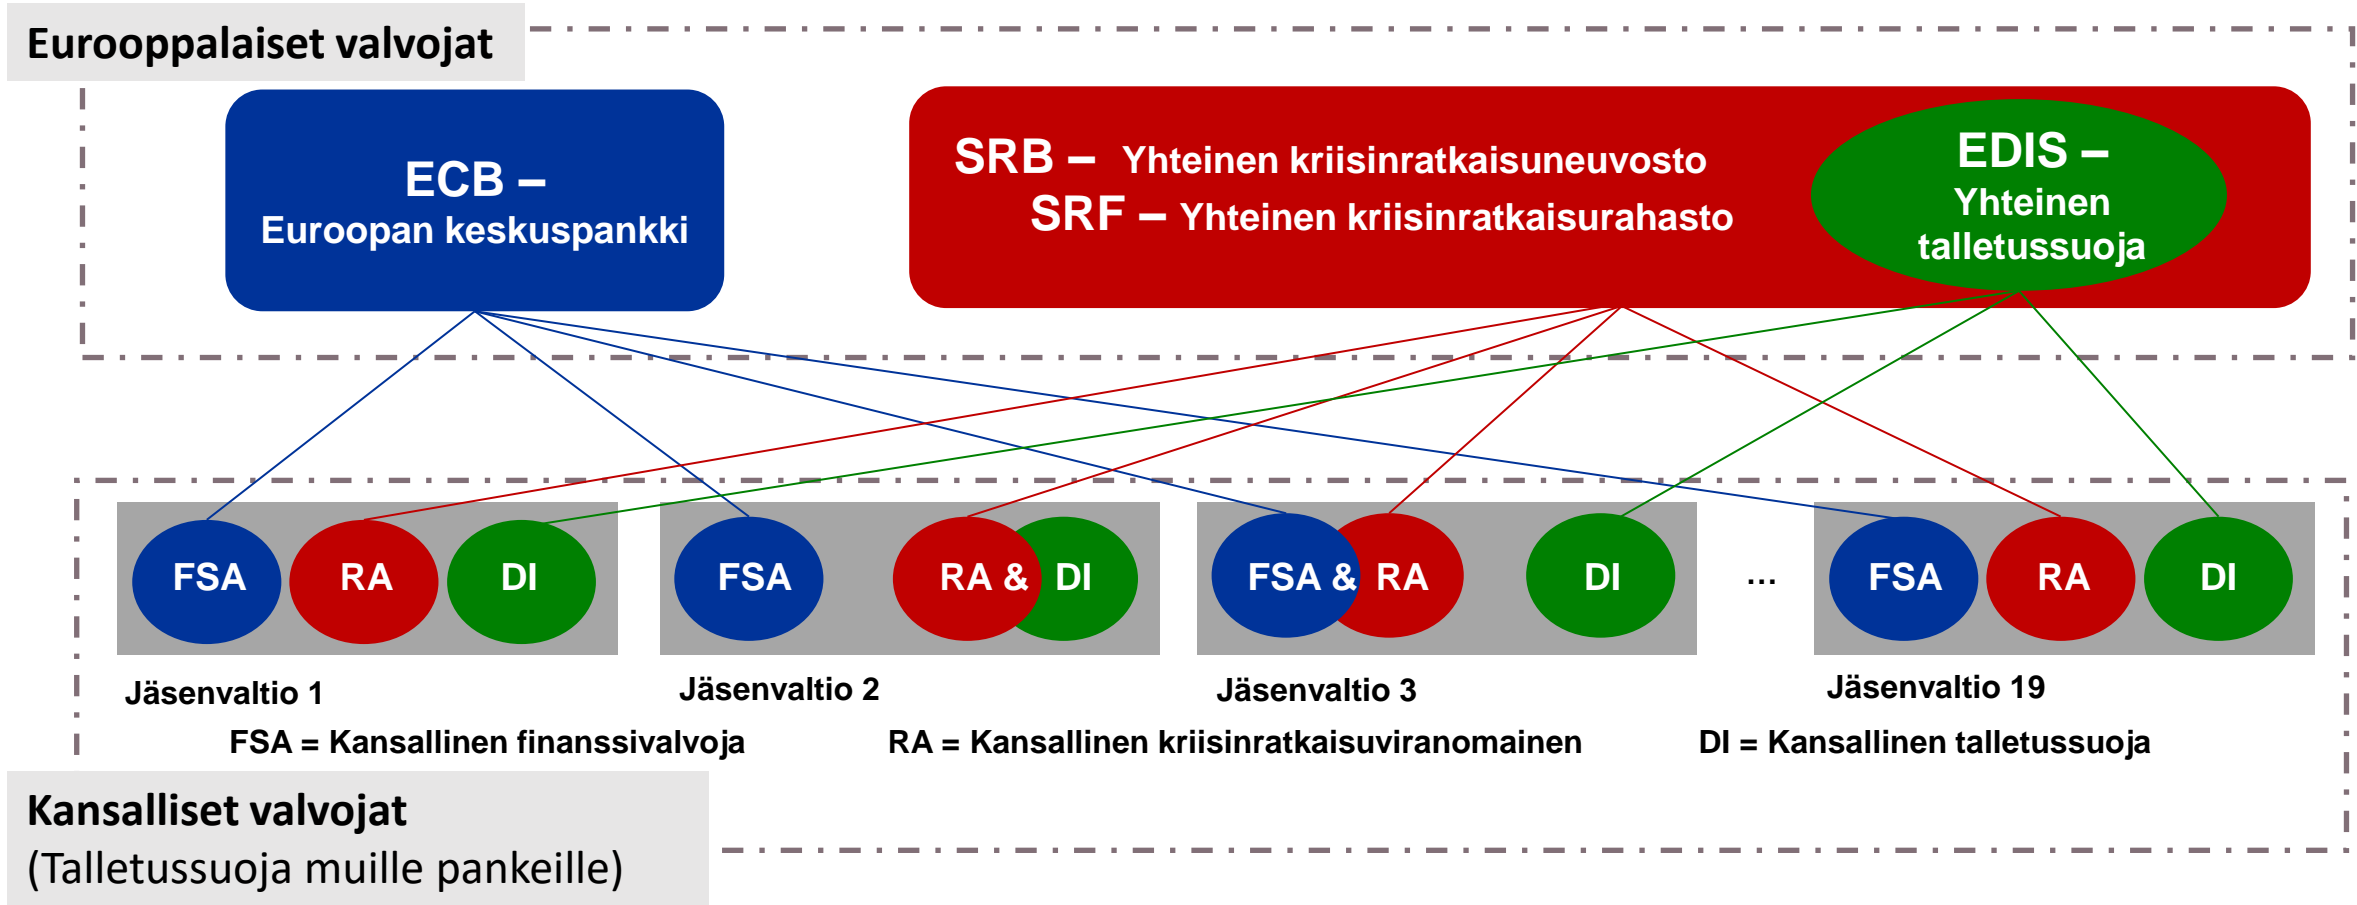 Eurooppalaiset valvojat
ECB –
Euroopan keskuspankki
SRB – Yhteinen kriisinratkaisuneuvosto
SRF – Yhteinen kriisinratkaisurahasto
EDIS –
Yhteinen
talletussuoja
FSA RA DI
FSA RA & DI
FSA & RA DI
...
FSA RA DI
Jäsenvaltio 1
Jäsenvaltio 2
Jäsenvaltio 3
Jäsenvaltio 19
FSA = Kansallinen finanssivalvoja
RA = Kansallinen kriisinratkaisuviranomainen
DI = Kansallinen talletussuoja
Kansalliset valvojat
(Talletussuoja muille pankeille)